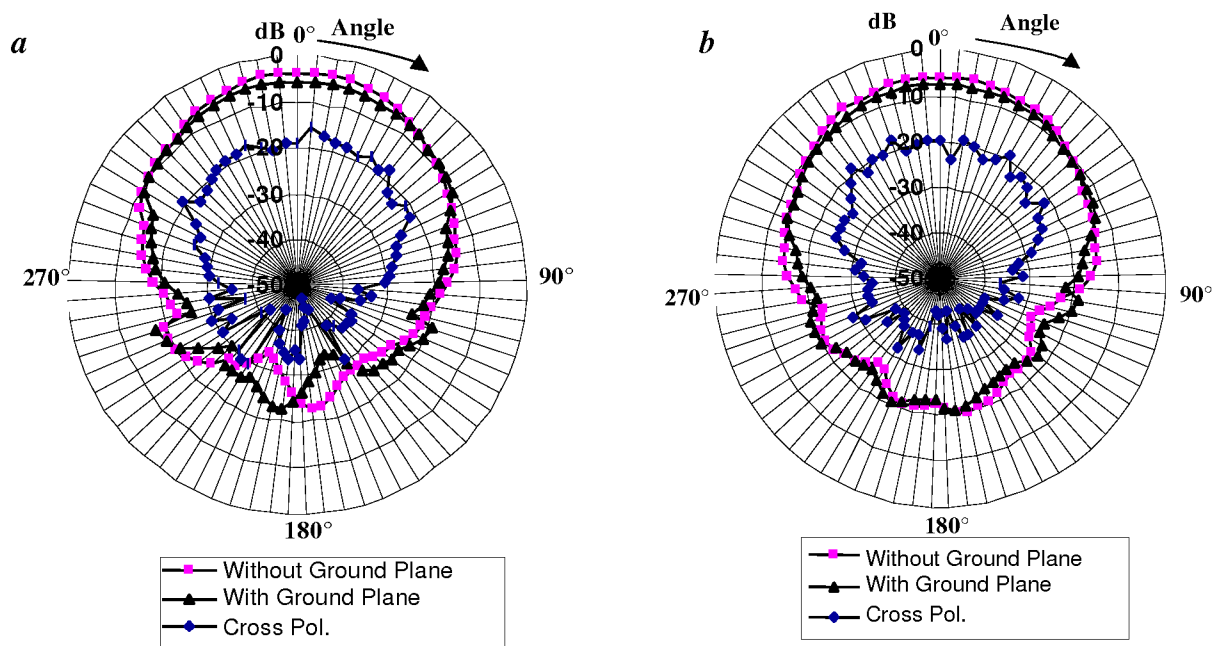 a
dB 0° Angle
0
-10
-20
-30
-40
-50
270°
90°
180°
Without Ground Plane
With Ground Plane
Cross Pol.
b
dB 0° Angle
0
-10
-20
-30
-40
-50
270°
90°
180°
Without Ground Plane
With Ground Plane
Cross Pol.